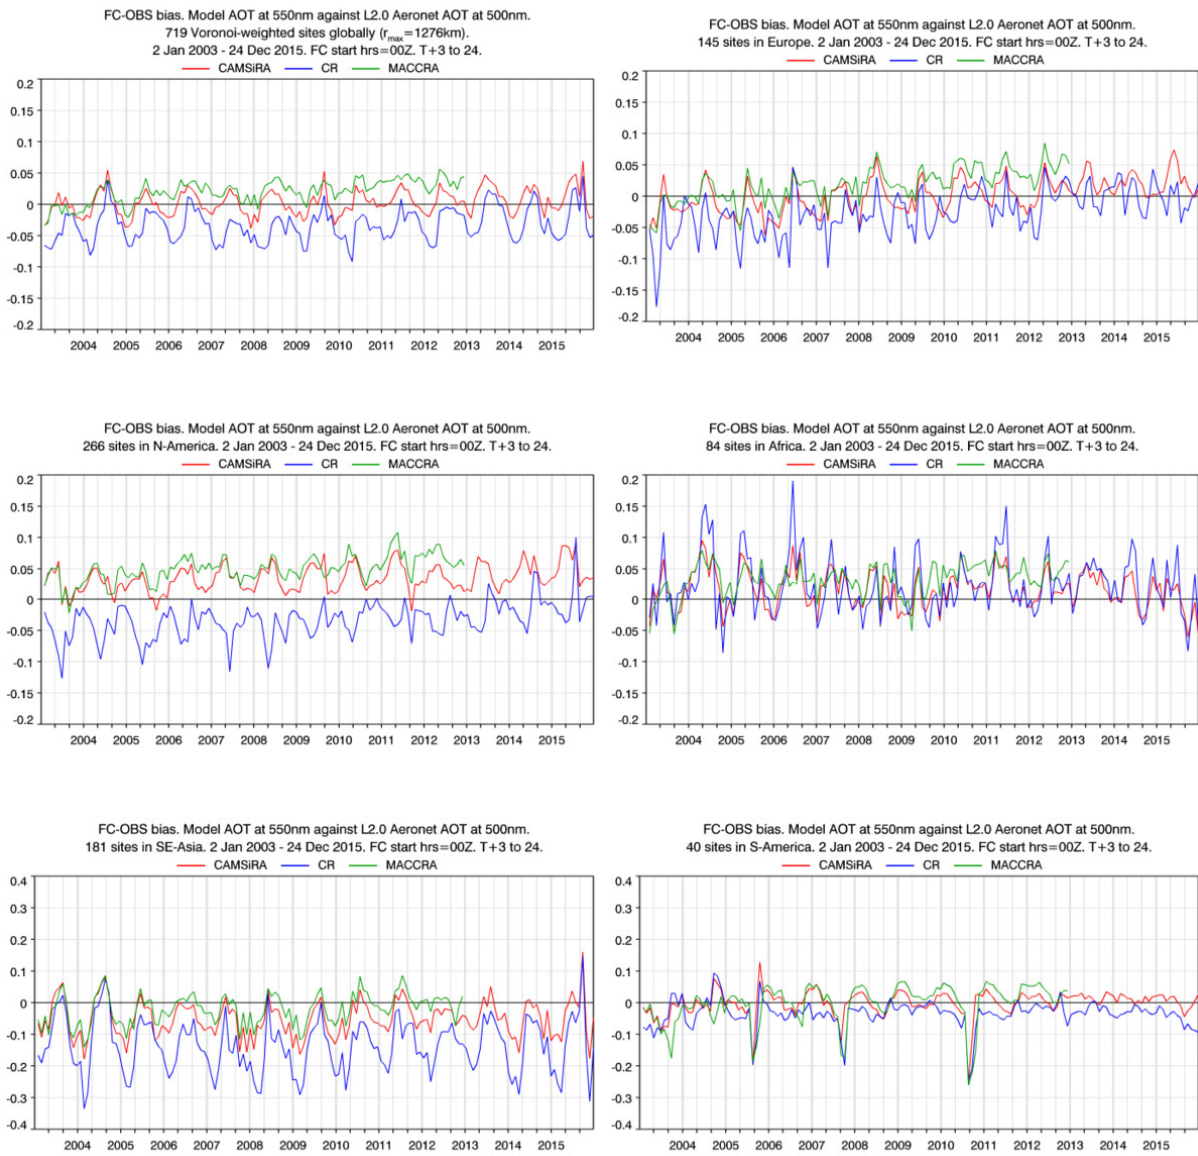 FC-OBS bias. Model AOT at 550nm against L2.0 Aeronet AOT at 500nm.
719 Voronoi-weighted sites globally (rmax=1276km).
2 Jan 2003 - 24 Dec 2015. FC start hrs=00Z. T+3 to 24.
CAMSiRA CR MACCRA
0.2
0.15
0.1
0.05
0
-0.05
-0.1
-0.15
-0.2
2004 2005 2006 2007 2008 2009 2010 2011 2012 2013 2014 2015
FC-OBS bias. Model AOT at 550nm against L2.0 Aeronet AOT at 500nm.
145 sites in Europe. 2 Jan 2003 - 24 Dec 2015. FC start hrs=00Z. T+3 to 24.
CAMSiRA CR MACCRA
0.2
0.15
0.1
0.05
0
-0.05
-0.1
-0.15
-0.2
2004 2005 2006 2007 2008 2009 2010 2011 2012 2013 2014 2015
FC-OBS bias. Model AOT at 550nm against L2.0 Aeronet AOT at 500nm.
266 sites in N-America. 2 Jan 2003 - 24 Dec 2015. FC start hrs=00Z. T+3 to 24.
CAMSiRA CR MACCRA
0.2
0.15
0.1
0.05
0
-0.05
-0.1
-0.15
-0.2
2004 2005 2006 2007 2008 2009 2010 2011 2012 2013 2014 2015
FC-OBS bias. Model AOT at 550nm against L2.0 Aeronet AOT at 500nm.
84 sites in Africa. 2 Jan 2003 - 24 Dec 2015. FC start hrs=00Z. T+3 to 24.
CAMSiRA CR MACCRA
0.2
0.15
0.1
0.05
0
-0.05
-0.1
-0.15
-0.2
2004 2005 2006 2007 2008 2009 2010 2011 2012 2013 2014 2015
FC-OBS bias. Model AOT at 550nm against L2.0 Aeronet AOT at 500nm.
181 sites in SE-Asia. 2 Jan 2003 - 24 Dec 2015. FC start hrs=00Z. T+3 to 24.
CAMSiRA CR MACCRA
0.4
0.3
0.2
0.1
0
-0.1
-0.2
-0.3
-0.4
2004 2005 2006 2007 2008 2009 2010 2011 2012 2013 2014 2015
FC-OBS bias. Model AOT at 550nm against L2.0 Aeronet AOT at 500nm.
40 sites in S-America. 2 Jan 2003 - 24 Dec 2015. FC start hrs=00Z. T+3 to 24.
CAMSiRA CR MACCRA
0.4
0.3
0.2
0.1
0
-0.1
-0.2
-0.3
-0.4
2004 2005 2006 2007 2008 2009 2010 2011 2012 2013 2014 2015